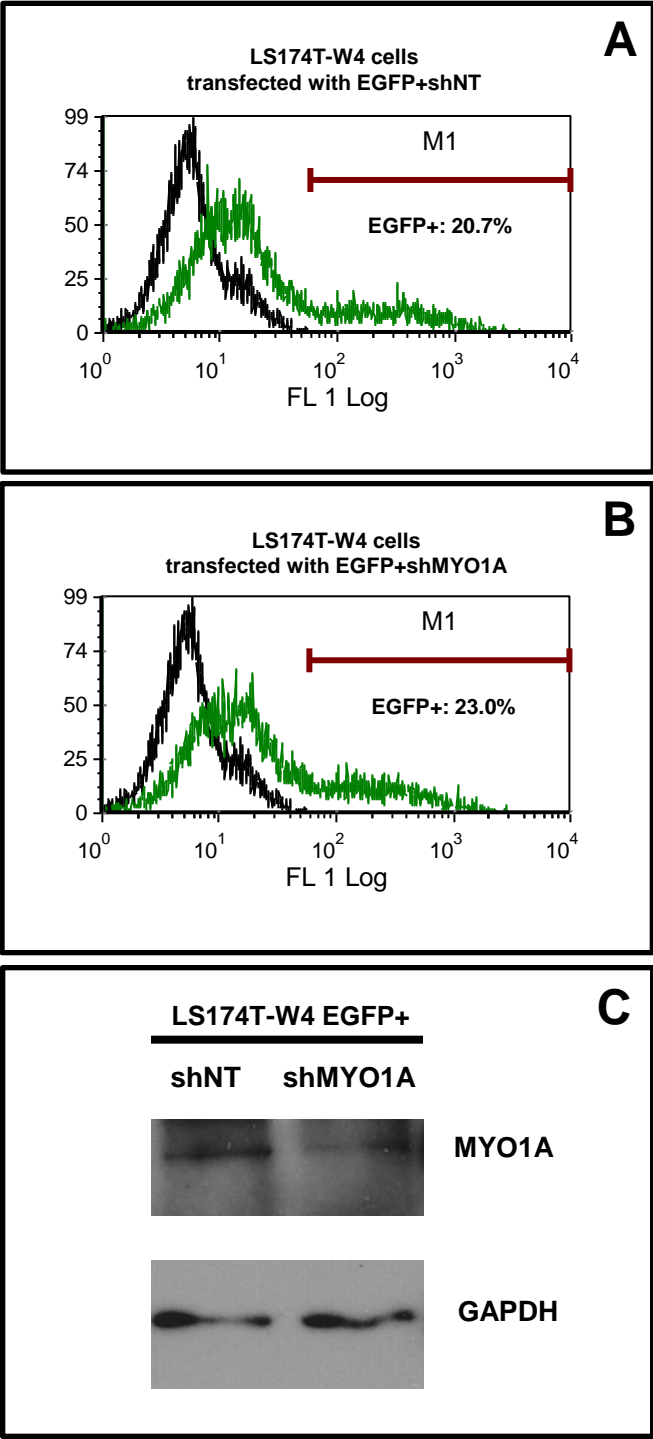 A
LS174T-W4 cells
transfected with EGFP+shNT
99
74
50
25
0
M1
EGFP+: 20.7%
10^0 10^1 10^2 10^3 10^4
FL 1 Log
B
LS174T-W4 cells
transfected with EGFP+shMYO1A
99
74
50
25
0
M1
EGFP+: 23.0%
10^0 10^1 10^2 10^3 10^4
FL 1 Log
C
LS174T-W4 EGFP+
shNT shMYO1A
MYO1A
GAPDH